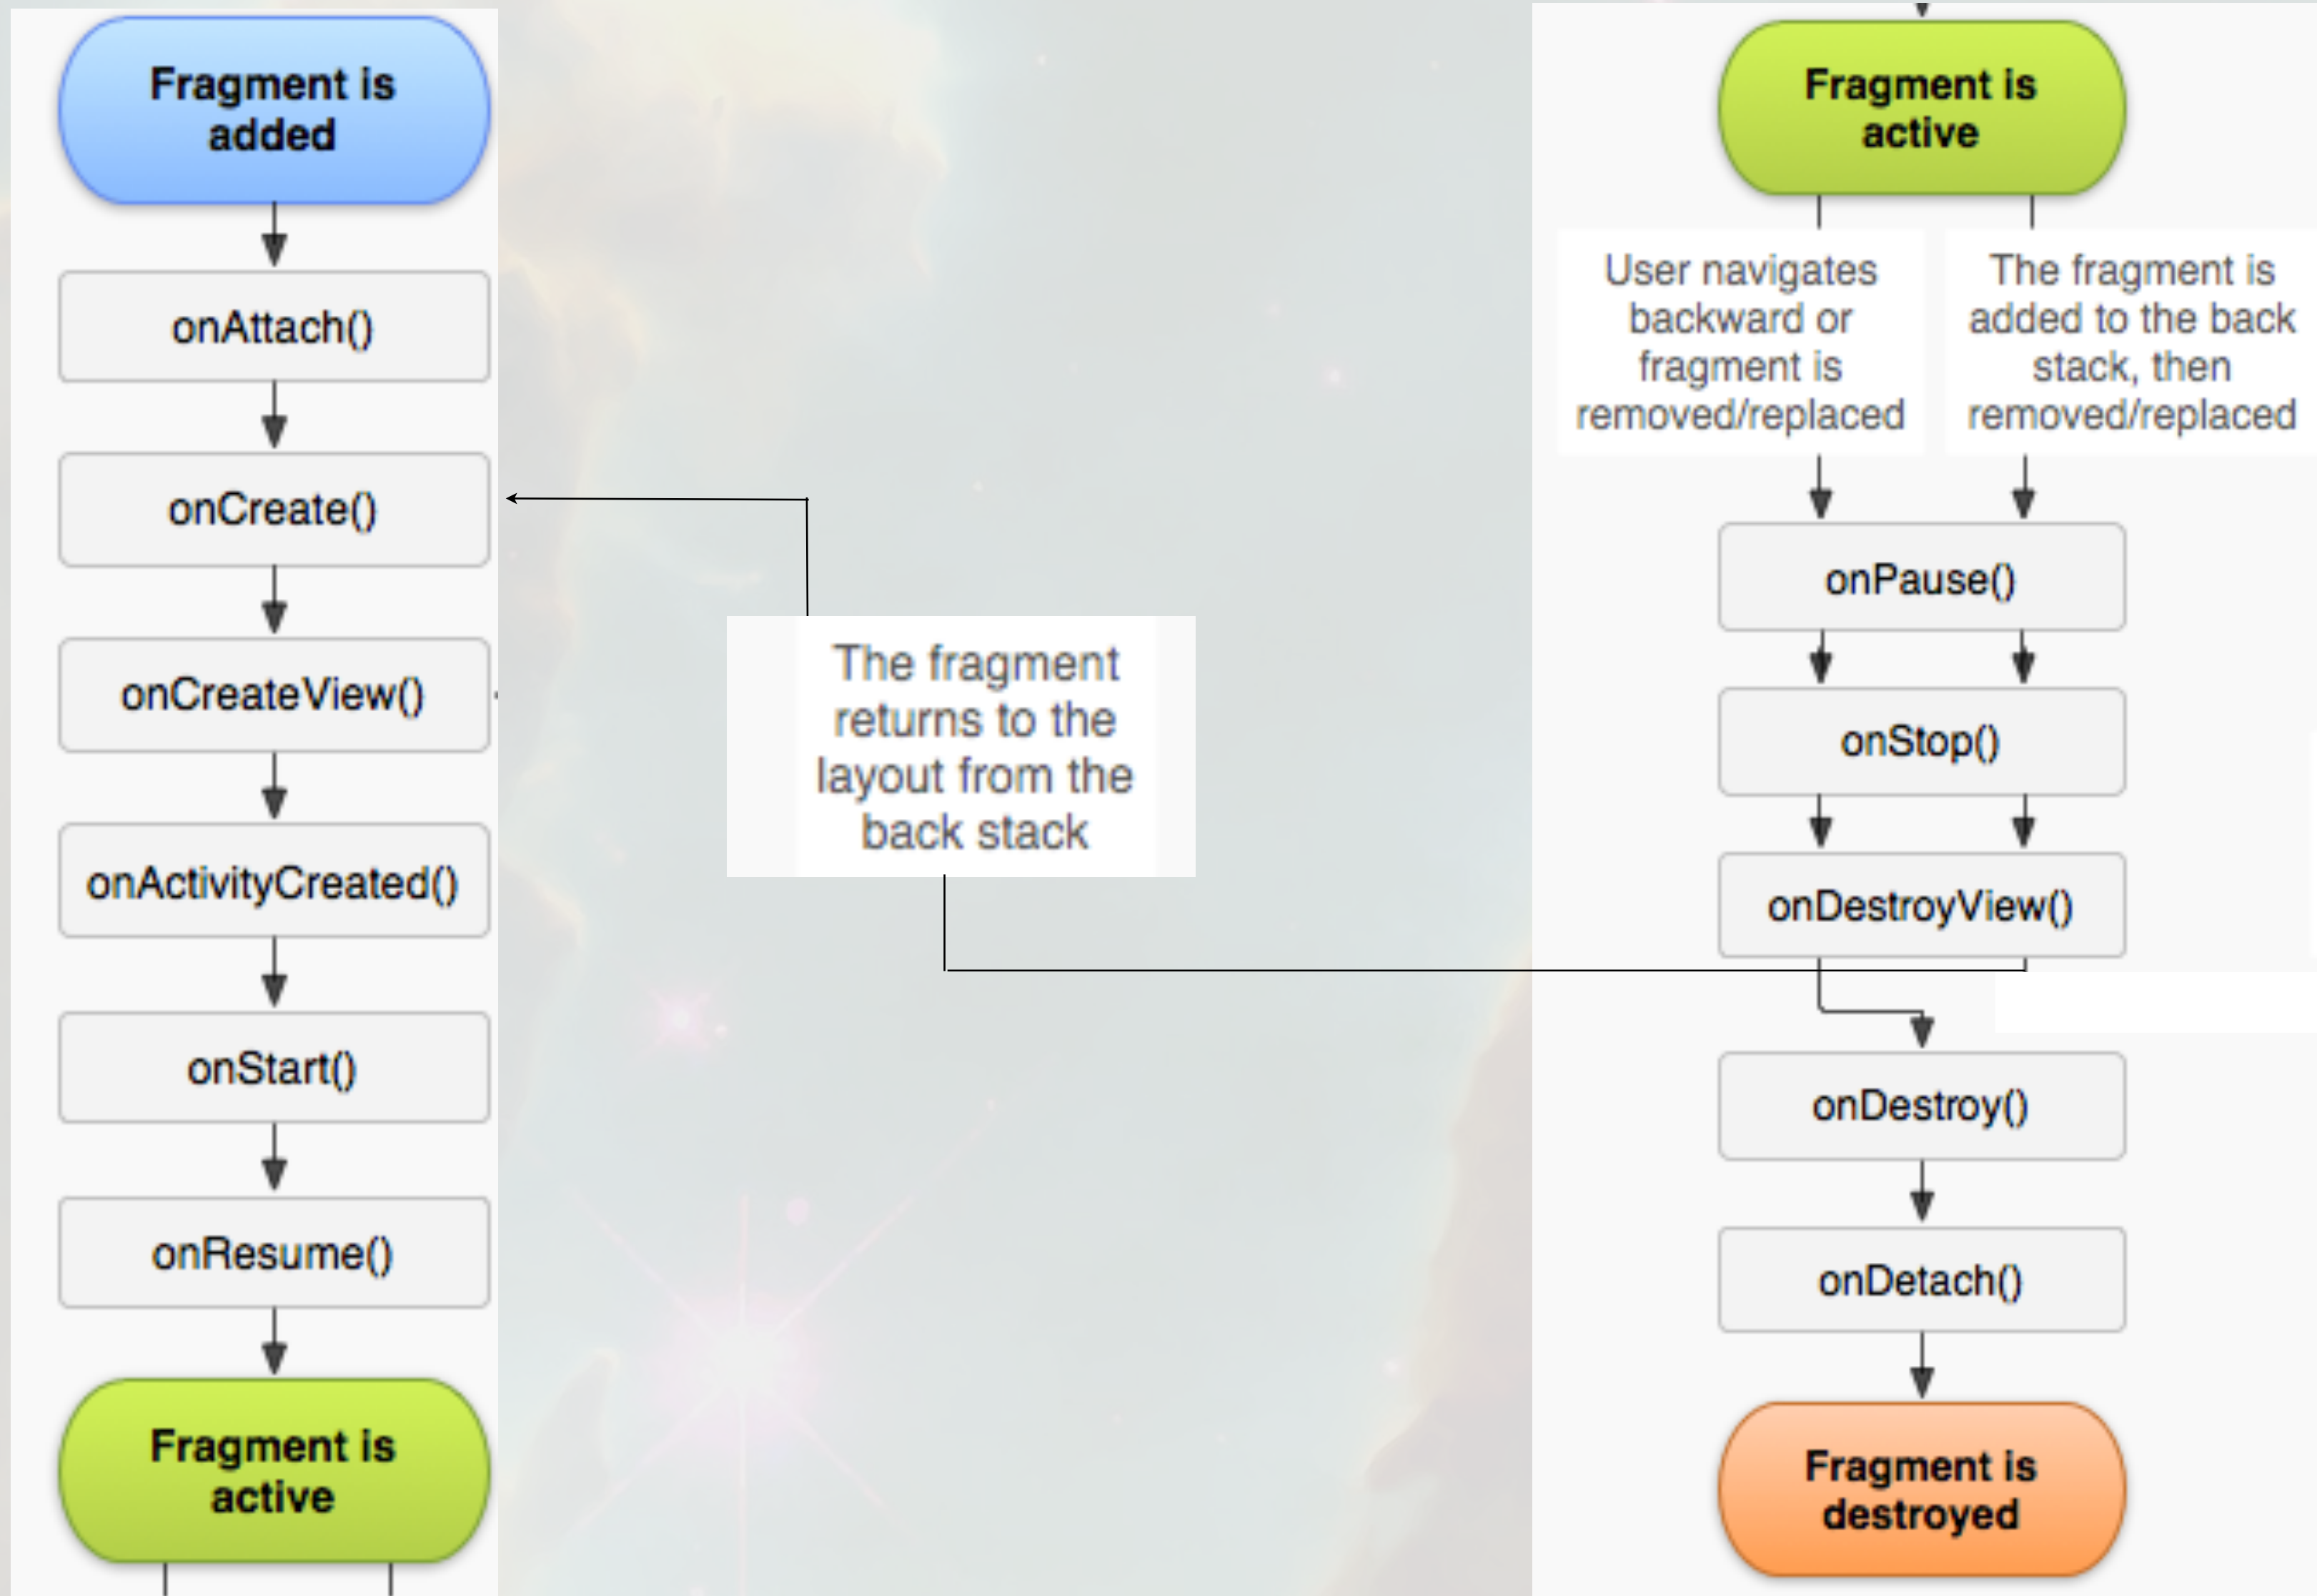 Fragment is
added
onAttach()
onCreate()
onCreateView()
onActivityCreated()
onStart()
onResume()
Fragment is
active
The fragment
returns to the
layout from the
back stack
Fragment is
active
User navigates
backward or
fragment is
removed/replaced
The fragment is
added to the back
stack, then
removed/replaced
onPause()
onStop()
onDestroyView()
onDestroy()
onDetach()
Fragment is
destroyed